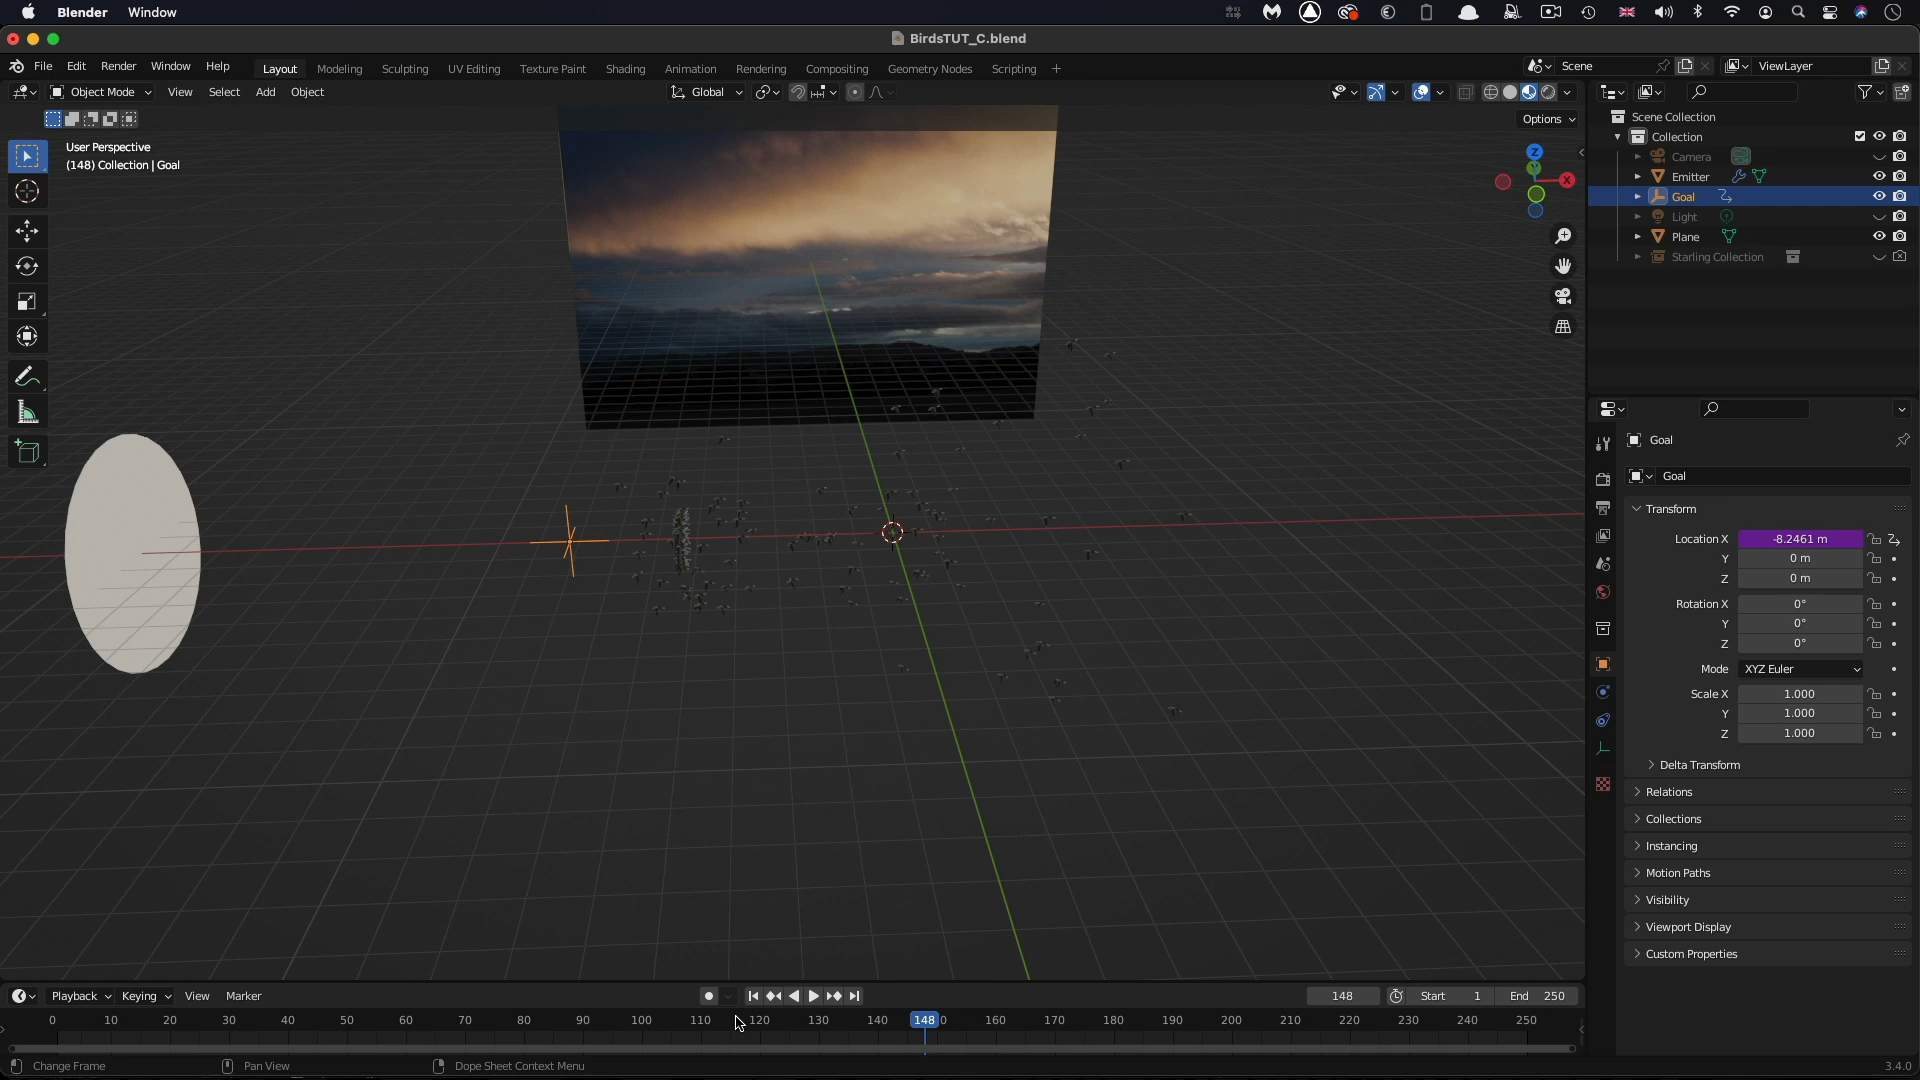 Blender Window
BirdsTUT_C.blend
File Edit Render Window Help Layout Modeling Sculpting UV Editing Texture Paint Shading Animation Rendering Compositing Geometry Nodes Scripting + Scene ViewLayer
Object Mode View Select Add Object Global
Options
User Perspective
(148) Collection | Goal
Z
Y
X
Scene Collection
Collection
Camera
Emitter
Goal
Light
Plane
Starling Collection
Goal
Goal
Transform
Location X -8.2461 m
Y 0 m
Z 0 m
Rotation X 0°
Y 0°
Z 0°
Mode XYZ Euler
Scale X 1.000
Y 1.000
Z 1.000
Delta Transform
Relations
Collections
Instancing
Motion Paths
Visibility
Viewport Display
Custom Properties
Playback Keying View Marker 148 Start 1 End 250
0 10 20 30 40 50 60 70 80 90 100 110 120 130 140 148 0 160 170 180 190 200 210 220 230 240 250
Change Frame Pan View Dope Sheet Context Menu 3.4.0